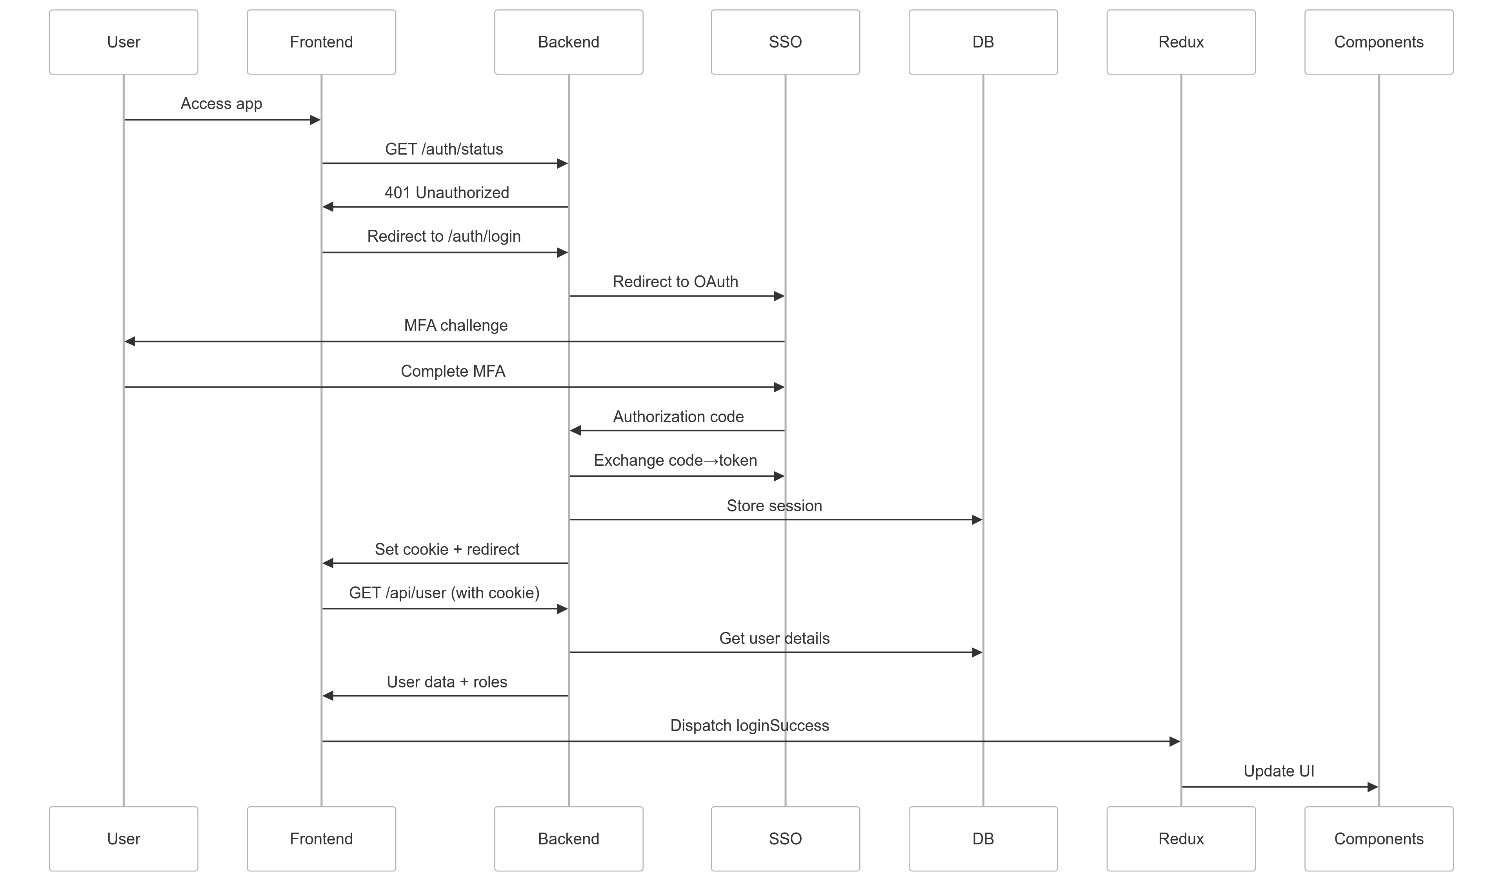 User
Frontend
Backend
SSO
DB
Redux
Components
Access app
GET /auth/status
401 Unauthorized
Redirect to /auth/login
Redirect to OAuth
MFA challenge
Complete MFA
Authorization code
Exchange code→token
Store session
Set cookie + redirect
GET /api/user (with cookie)
Get user details
User data + roles
Dispatch loginSuccess
Update UI
User
Frontend
Backend
SSO
DB
Redux
Components